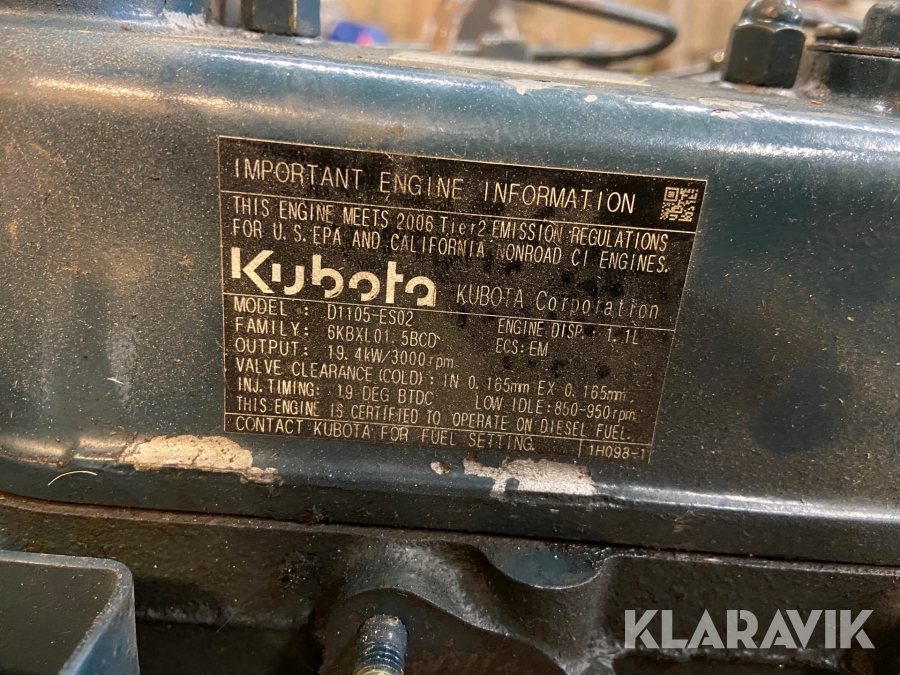 IMPORTANT ENGINE INFORMATION
THIS ENGINE MEETS 2006 Tier2 EMISSION REGULATIONS
FOR U.S. EPA AND CALIFORNIA NONROAD CI ENGINES.
Kubota KUBOTA Corporation
MODEL : D1105-ES02 ENGINE DISP : 1.1L
FAMILY: 6KBXL01.5BCD ECS: EM
OUTPUT: 19.4kW/3000rpm
VALVE CLEARANCE (COLD) : IN 0.165mm EX 0.165mm
INJ. TIMING: 19 DEG BTDC LOW IDLE: 850-950rpm
THIS ENGINE IS CERTIFIED TO OPERATE ON DIESEL FUEL.
CONTACT KUBOTA FOR FUEL SETTING. 1H098-1
KLARAVIK